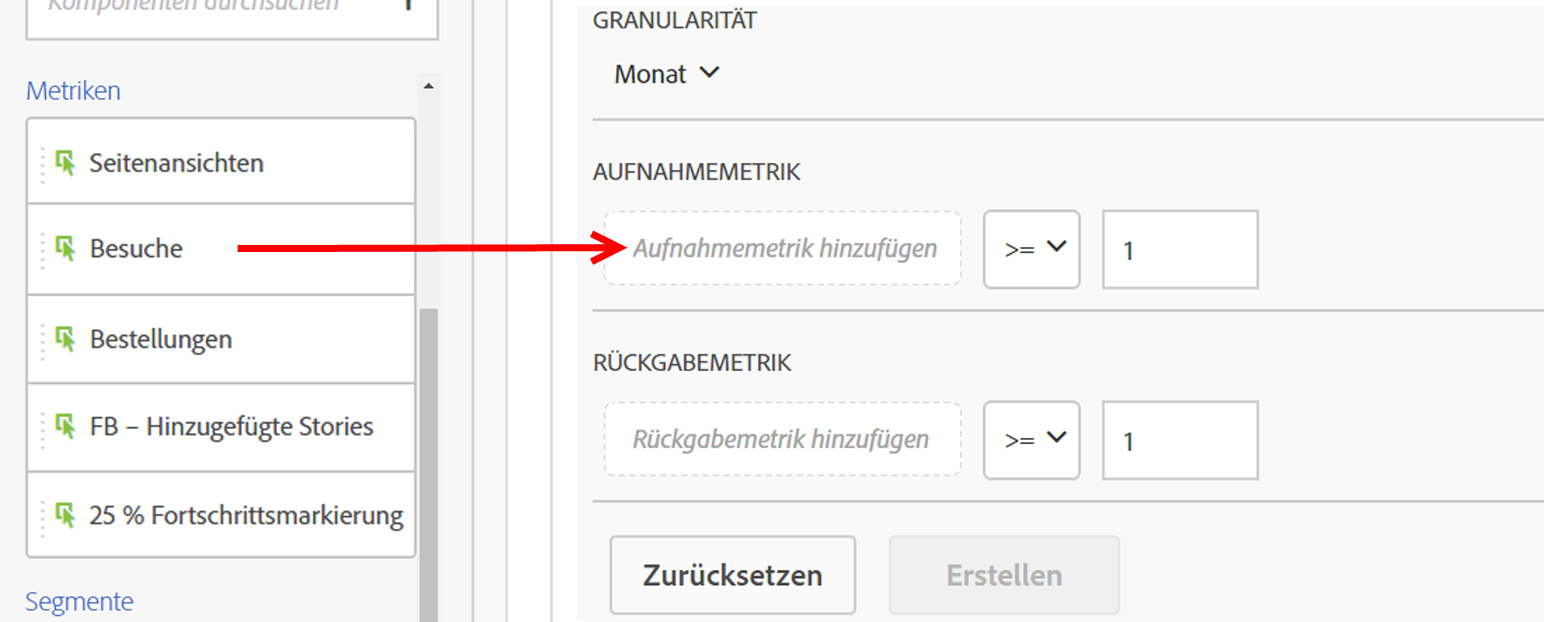 Komponenten durchsuchen
Metriken
Seitenansichten
Besuche
Bestellungen
FB – Hinzugefügte Stories
25 % Fortschrittsmarkierung
Segmente
GRANULARITÄT
Monat
AUFNAHMEMETRIK
Aufnahmemetrik hinzufügen >= 1
RÜCKGABEMETRIK
Rückgabemetrik hinzufügen >= 1
Zurücksetzen Erstellen